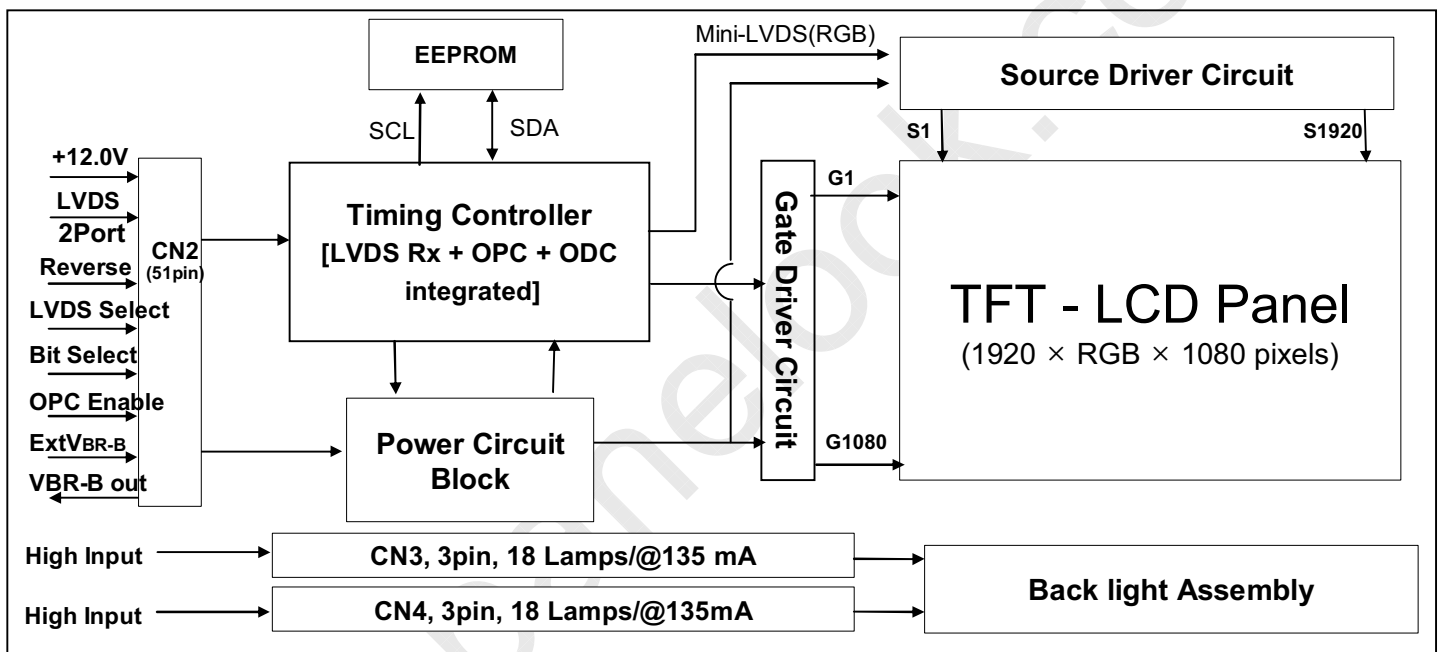 EEPROM
Mini-LVDS(RGB)
Source Driver Circuit
SCL
SDA
S1
S1920
+12.0V
LVDS
2Port
Reverse
LVDS Select
Bit Select
OPC Enable
ExtVBR-B
VBR-B out
CN2
(51pin)
Timing Controller
[LVDS Rx + OPC + ODC
integrated]
Power Circuit
Block
Gate Driver Circuit
G1
G1080
TFT - LCD Panel
(1920 × RGB × 1080 pixels)
High Input
CN3, 3pin, 18 Lamps/@135 mA
High Input
CN4, 3pin, 18 Lamps/@135mA
Back light Assembly
panelook.co